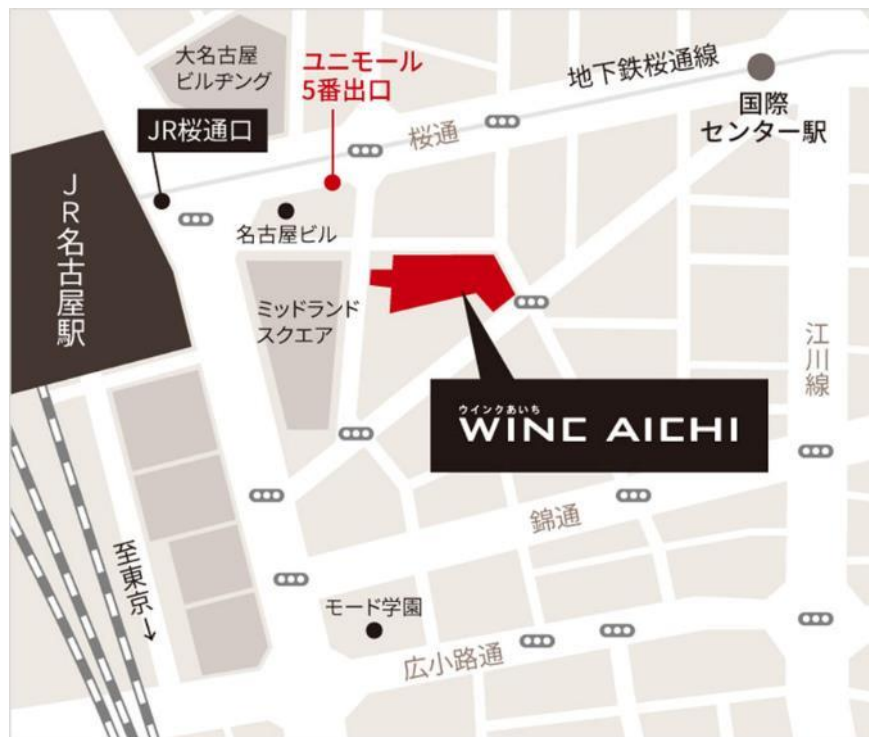 大名古屋
ビルヂング
ユニモール
5番出口
地下鉄桜通線
国際
センター駅
JR桜通口
桜通
JR名古屋駅
名古屋ビル
ミッドランド
スクエア
江川線
ウインクあいち
WINC AICHI
錦通
至東京→
モード学園
広小路通